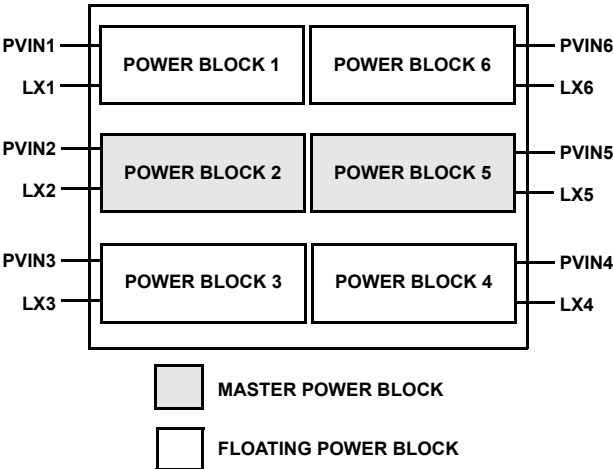 PVIN1
POWER BLOCK 1
POWER BLOCK 6
PVIN6
LX1
LX6
PVIN2
POWER BLOCK 2
POWER BLOCK 5
PVIN5
LX2
LX5
PVIN3
POWER BLOCK 3
POWER BLOCK 4
PVIN4
LX3
LX4
MASTER POWER BLOCK
FLOATING POWER BLOCK